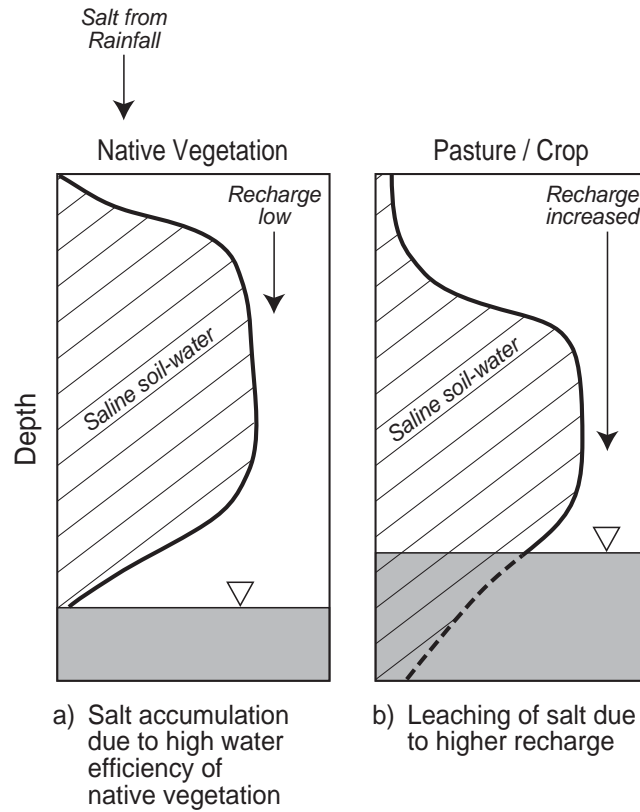 Salt from
Rainfall
Native Vegetation
Recharge
low
Saline soil-water
Depth
a) Salt accumulation
due to high water
efficiency of
native vegetation
Pasture / Crop
Recharge
increased
Saline soil-water
b) Leaching of salt due
to higher recharge